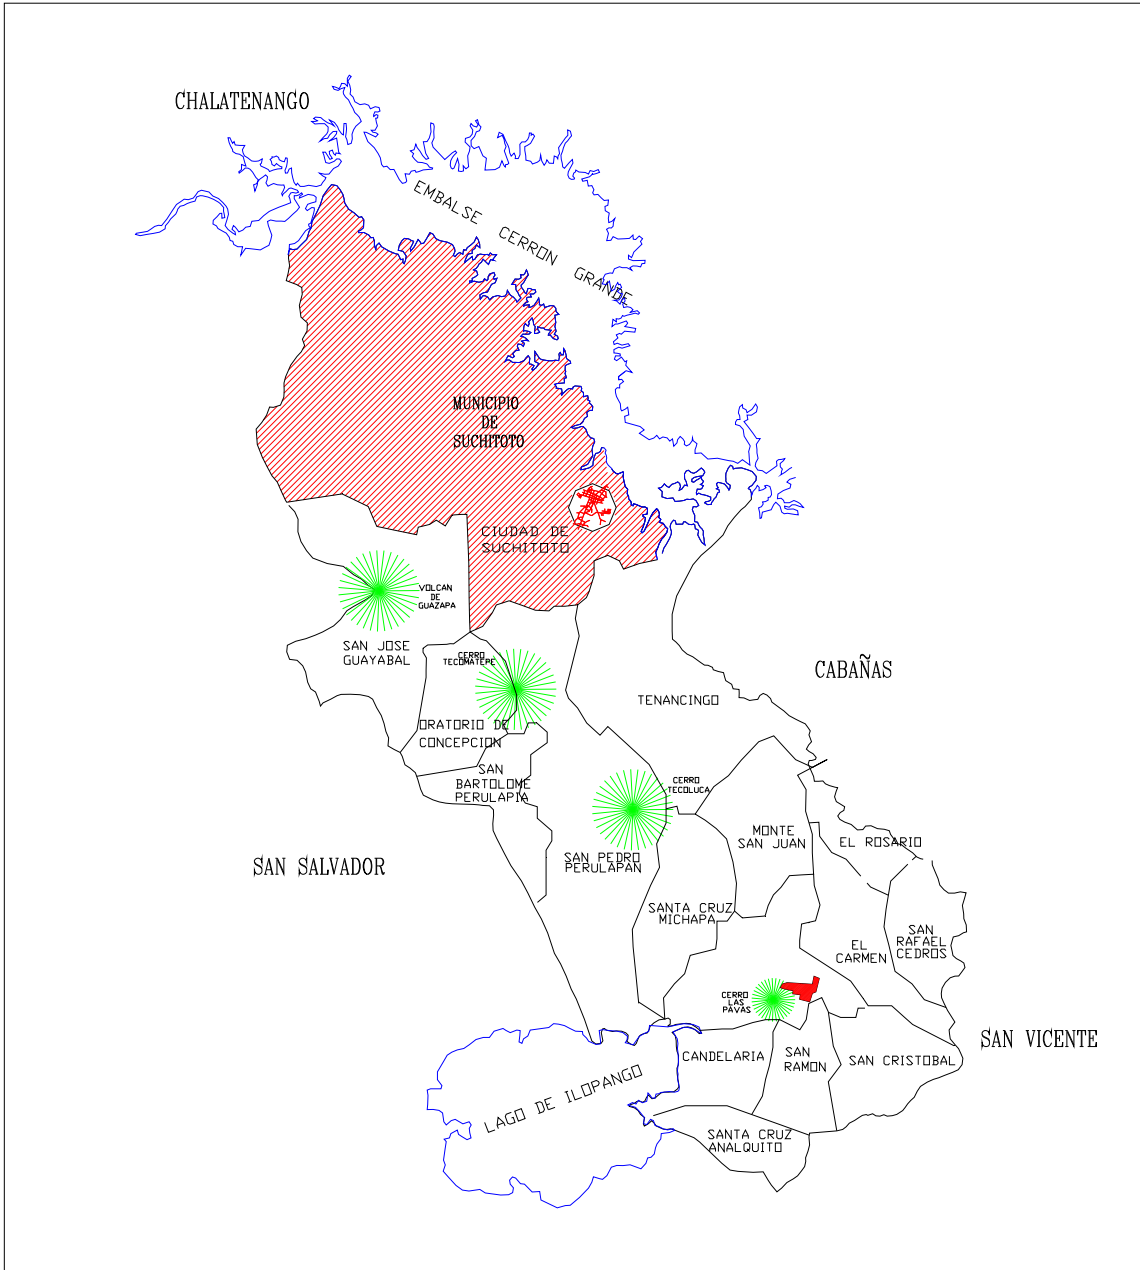 CHALATENANGO
EMBALSE CERRON GRANDE
MUNICIPIO
DE
SUCHITOTO
CIUDAD DE
SUCHITOTO
VOLCAN
DE
GUAZAPA
SAN JOSE
GUAYABAL
CERRO
TECOMATEPE
CABAÑAS
TENANCINGO
ORATORIO DE
CONCEPCION
SAN
BARTOLOME
PERULAPIA
CERRO
TECOLUCA
MONTE
SAN JUAN
EL ROSARIO
SAN PEDRO
PERULAPAN
SAN SALVADOR
SANTA CRUZ
MICHAPA
SAN
RAFAEL
CEDROS
EL
CARMEN
CERRO
LAS
PAVAS
SAN VICENTE
CANDELARIA
SAN
RAMON
SAN CRISTOBAL
LAGO DE ILOPANGO
SANTA CRUZ
ANALQUITO